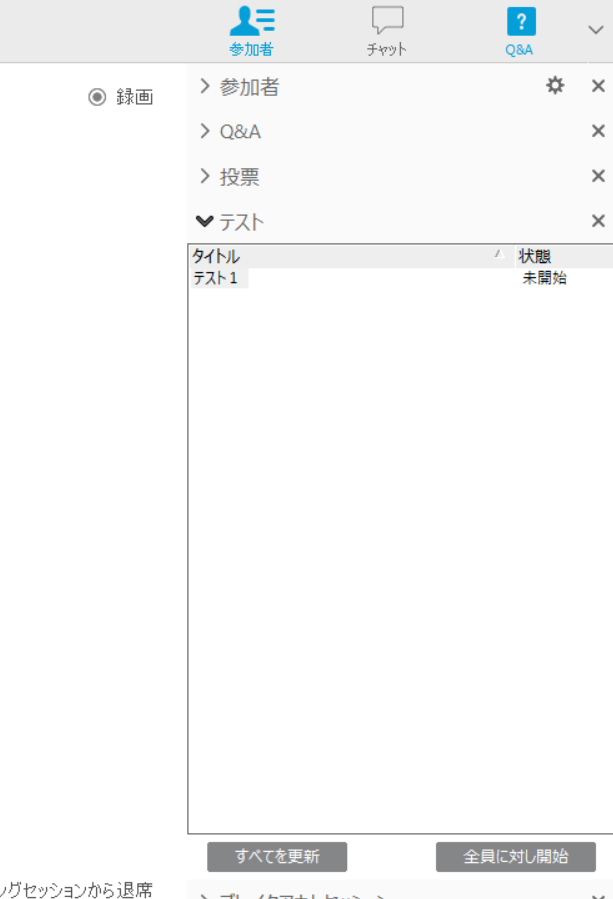 参加者
チャット
?
Q&A
録画
参加者
Q&A
投票
テスト
タイトル 状態
テスト1 未開始
すべてを更新 全員に対し開始
グセッションから退席